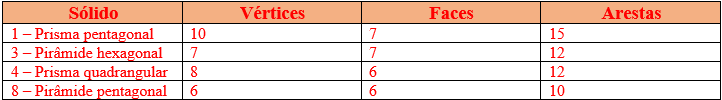 Sólido Vértices Faces Arestas
1 – Prisma pentagonal 10 7 15
3 – Pirâmide hexagonal 7 7 12
4 – Prisma quadrangular 8 6 12
8 – Pirâmide pentagonal 6 6 10